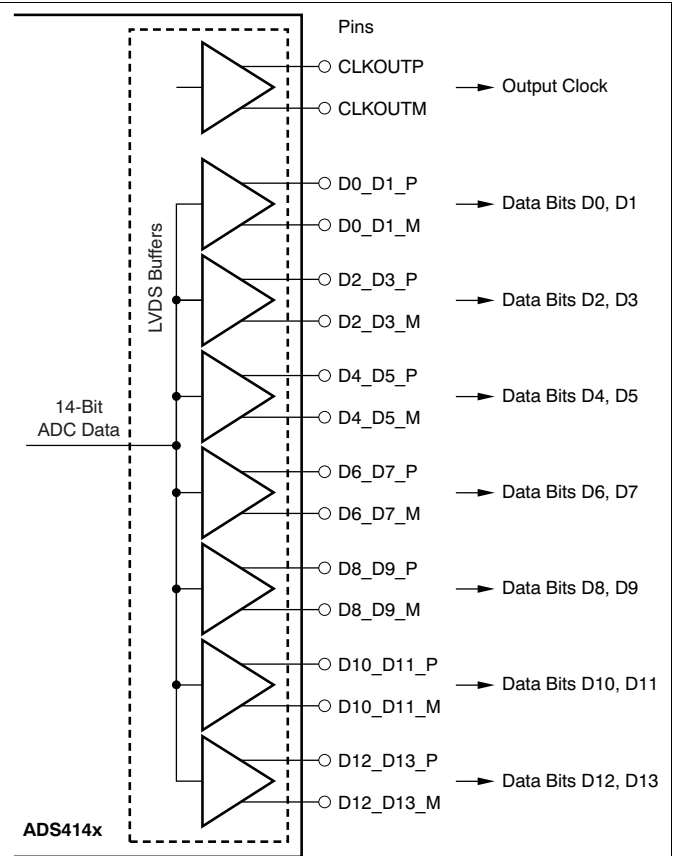 Pins
CLKOUTP
CLKOUTM
Output Clock
LVDS Buffers
D0_D1_P
D0_D1_M
Data Bits D0, D1
D2_D3_P
D2_D3_M
Data Bits D2, D3
D4_D5_P
D4_D5_M
Data Bits D4, D5
14-Bit
ADC Data
D6_D7_P
D6_D7_M
Data Bits D6, D7
D8_D9_P
D8_D9_M
Data Bits D8, D9
D10_D11_P
D10_D11_M
Data Bits D10, D11
D12_D13_P
D12_D13_M
Data Bits D12, D13
ADS414x